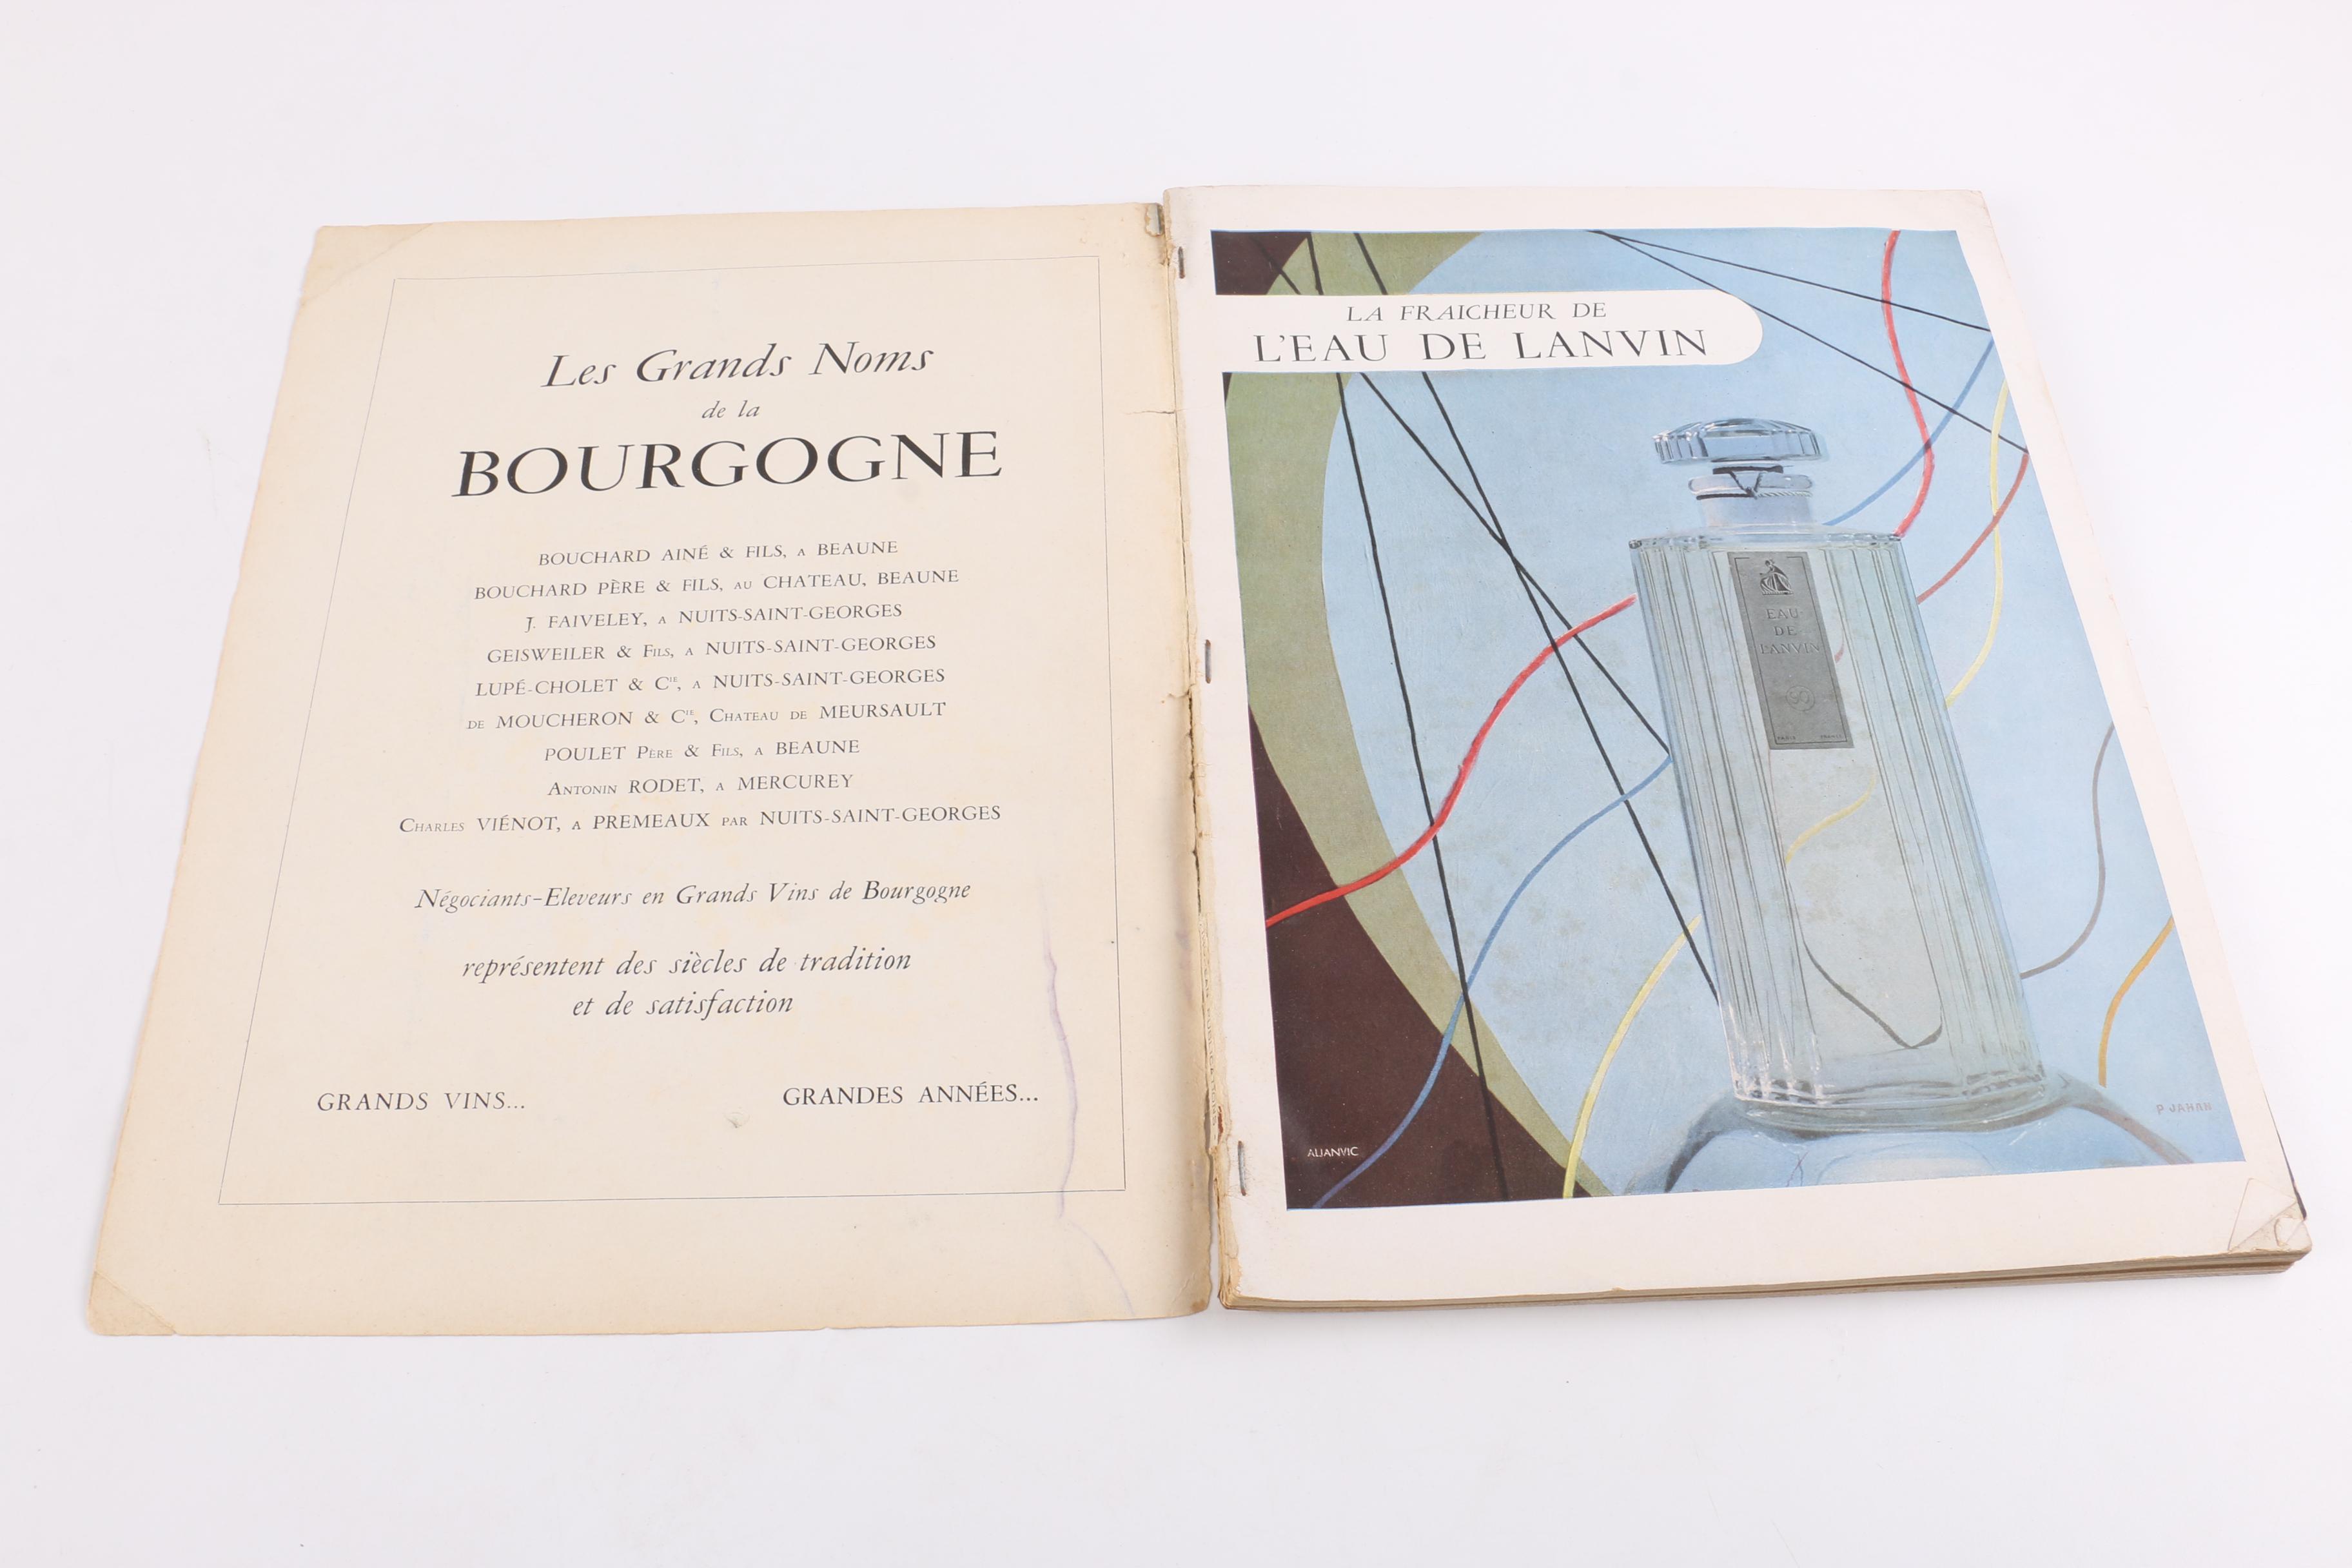 Les Grands Noms
de la
BOURGOGNE
BOUCHARD AINÉ & FILS, A BEAUNE
BOUCHARD PÈRE & FILS, AU CHATEAU, BEAUNE
J. FAIVELEY, A NUITS-SAINT-GEORGES
GEISWEILER & FILS, A NUITS-SAINT-GEORGES
LUPÉ-CHOLET & CIE, A NUITS-SAINT-GEORGES
DE MOUCHERON & CIE, CHATEAU DE MEURSAULT
POULET PÈRE & FILS, A BEAUNE
ANTONIN RODET, A MERCUREY
CHARLES VIÉNOT, A PREMEAUX PAR NUITS-SAINT-GEORGES
Négociants-Eleveurs en Grands Vins de Bourgogne
représentent des siècles de tradition
et de satisfaction
GRANDS VINS... GRANDES ANNÉES...
LA FRAICHEUR DE
L'EAU DE LANVIN
EAU
DE
LANVIN
PARIS FRANCE
P. JAHAN
ALJANVIC